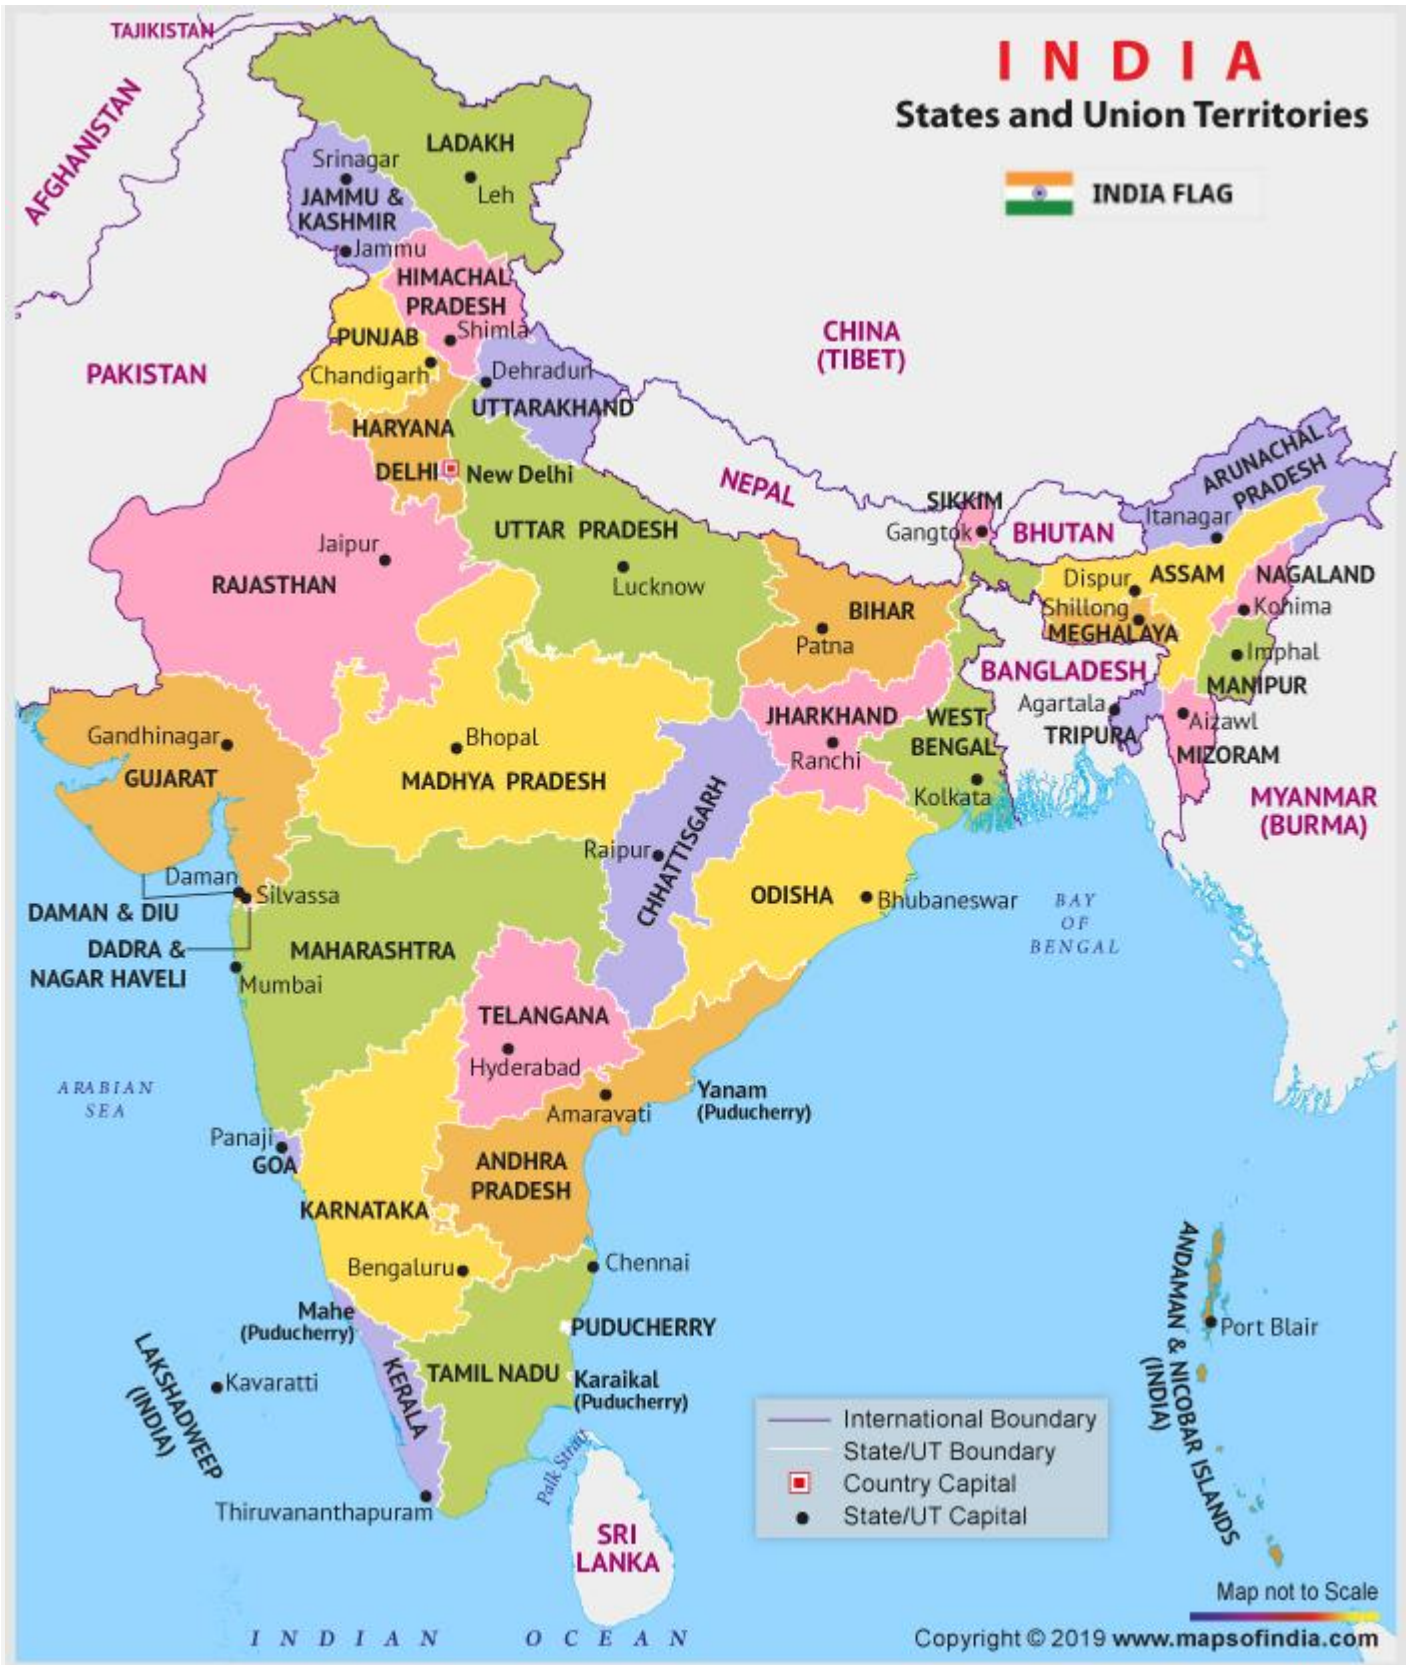 INDIA
States and Union Territories
INDIA FLAG
TAJIKISTAN
AFGHANISTAN
PAKISTAN
CHINA
(TIBET)
NEPAL
BHUTAN
BANGLADESH
MYANMAR
(BURMA)
SRI
LANKA
LADAKH
Leh
Srinagar
JAMMU &
KASHMIR
Jammu
HIMACHAL
PRADESH
Shimla
PUNJAB
Chandigarh
Dehradun
UTTARAKHAND
HARYANA
DELHI
New Delhi
UTTAR PRADESH
Lucknow
Jaipur
RAJASTHAN
SIKKIM
Gangtok
ARUNACHAL
PRADESH
Itanagar
Dispur
ASSAM
NAGALAND
Kohima
Shillong
MEGHALAYA
Imphal
MANIPUR
Agartala
TRIPURA
Aizawl
MIZORAM
BIHAR
Patna
JHARKHAND
Ranchi
WEST
BENGAL
Kolkata
Gandhinagar
GUJARAT
Bhopal
MADHYA PRADESH
CHHATTISGARH
Raipur
ODISHA
Bhubaneswar
Daman
Silvassa
DAMAN & DIU
DADRA &
NAGAR HAVELI
MAHARASHTRA
Mumbai
TELANGANA
Hyderabad
Amaravati
Yanam
(Puducherry)
ANDHRA
PRADESH
Panaji
GOA
KARNATAKA
Bengaluru
Chennai
Mahe
(Puducherry)
PUDUCHERRY
Karaikal
(Puducherry)
TAMIL NADU
KERALA
Thiruvananthapuram
LAKSHADWEEP
(INDIA)
Kavaratti
ANDAMAN & NICOBAR ISLANDS
(INDIA)
Port Blair
BAY
OF
BENGAL
ARABIAN
SEA
Palk Strait
INDIAN OCEAN
International Boundary
State/UT Boundary
Country Capital
State/UT Capital
Map not to Scale
Copyright © 2019 www.mapsofindia.com